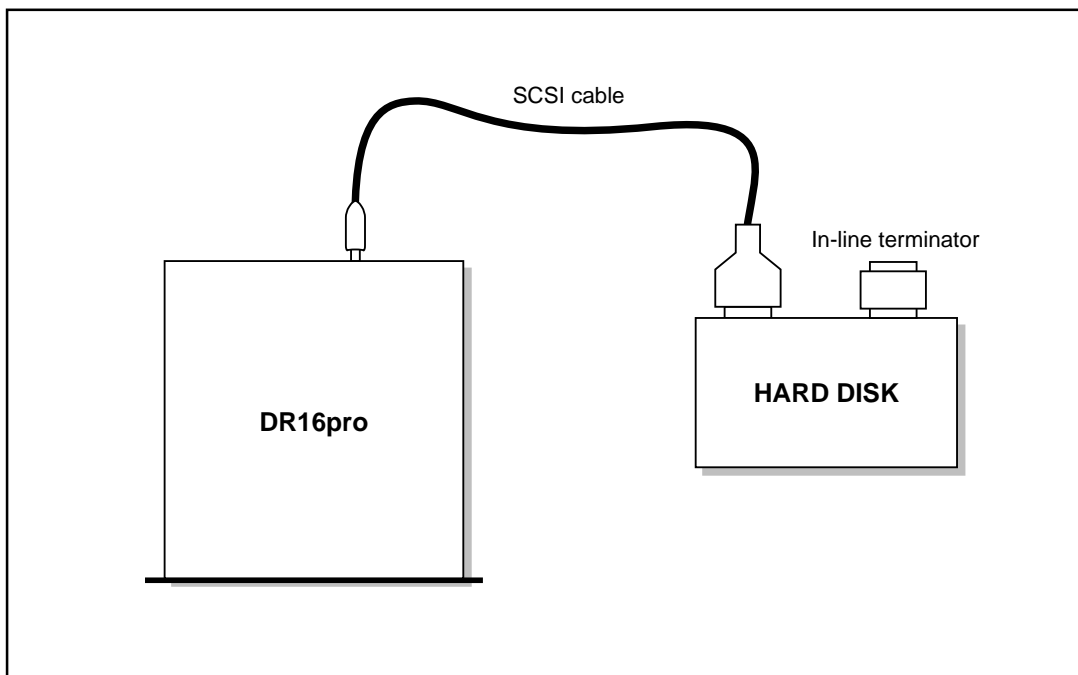 SCSI cable
In-line terminator
HARD DISK
DR16pro